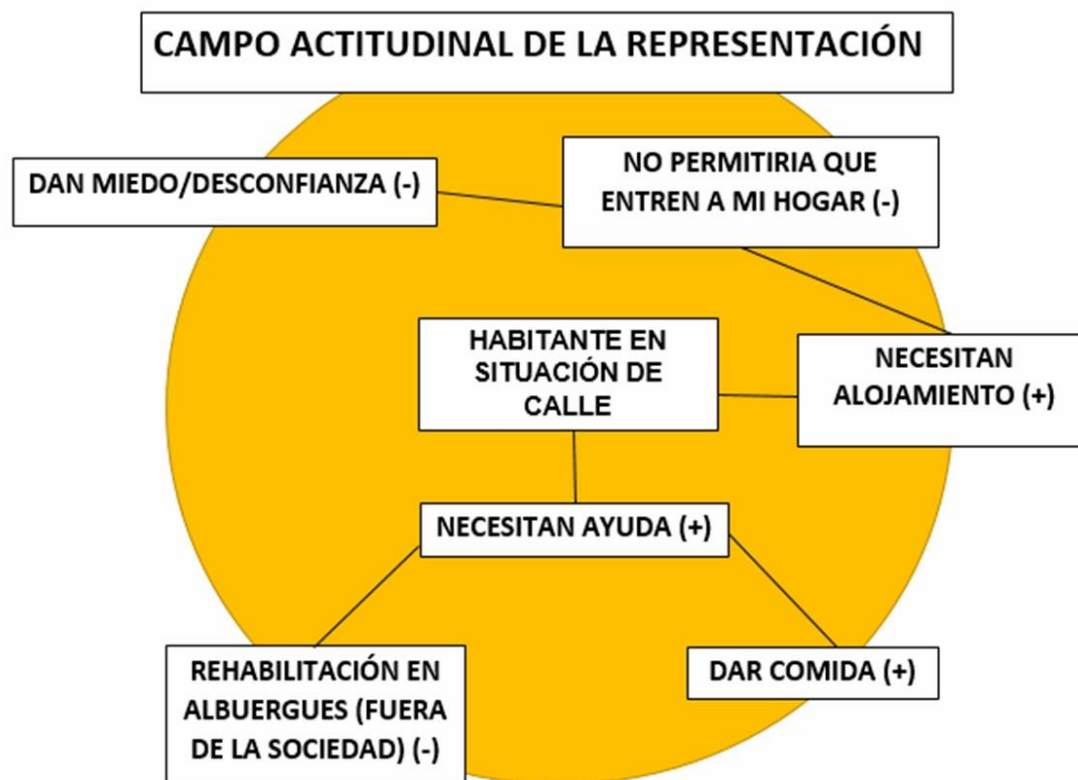 CAMPO ACTITUDINAL DE LA REPRESENTACIÓN
DAN MIEDO/DESCONFIANZA (-)
NO PERMITIRIA QUE
ENTREN A MI HOGAR (-)
HABITANTE EN
SITUACIÓN DE
CALLE
NECESITAN
ALOJAMIENTO (+)
NECESITAN AYUDA (+)
REHABILITACIÓN EN
ALBUERGUES (FUERA
DE LA SOCIEDAD) (-)
DAR COMIDA (+)